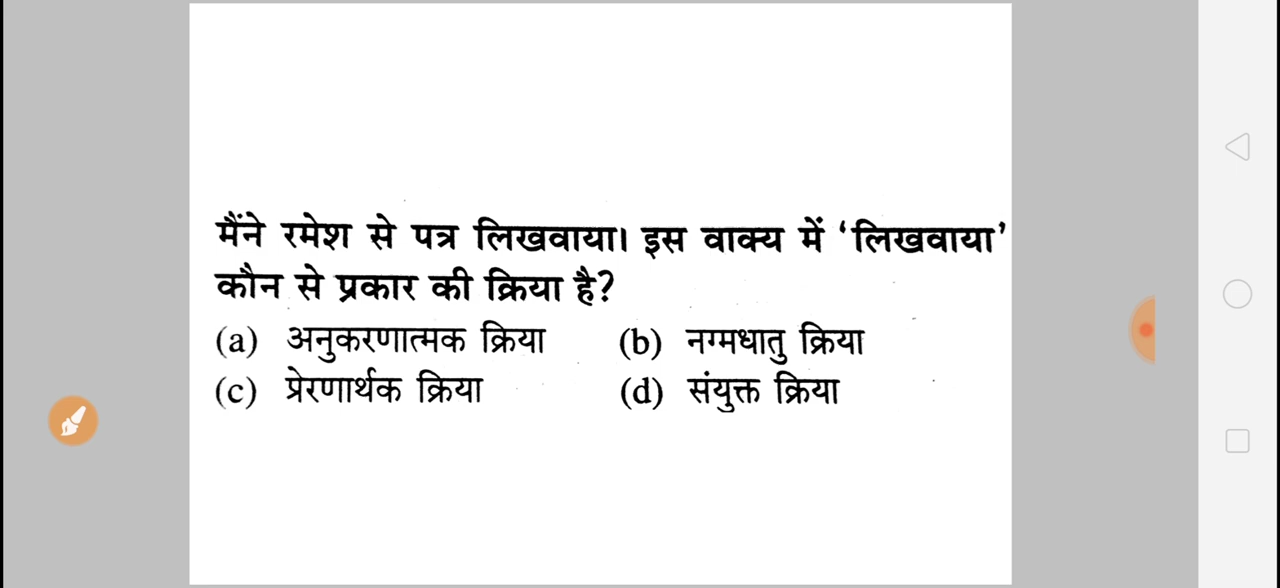 मैंने रमेश से पत्र लिखवाया। इस वाक्य में ‘लिखवाया’
कौन से प्रकार की क्रिया है?
(a) अनुकरणात्मक क्रिया (b) नग्मधातु क्रिया
(c) प्रेरणार्थक क्रिया (d) संयुक्त क्रिया